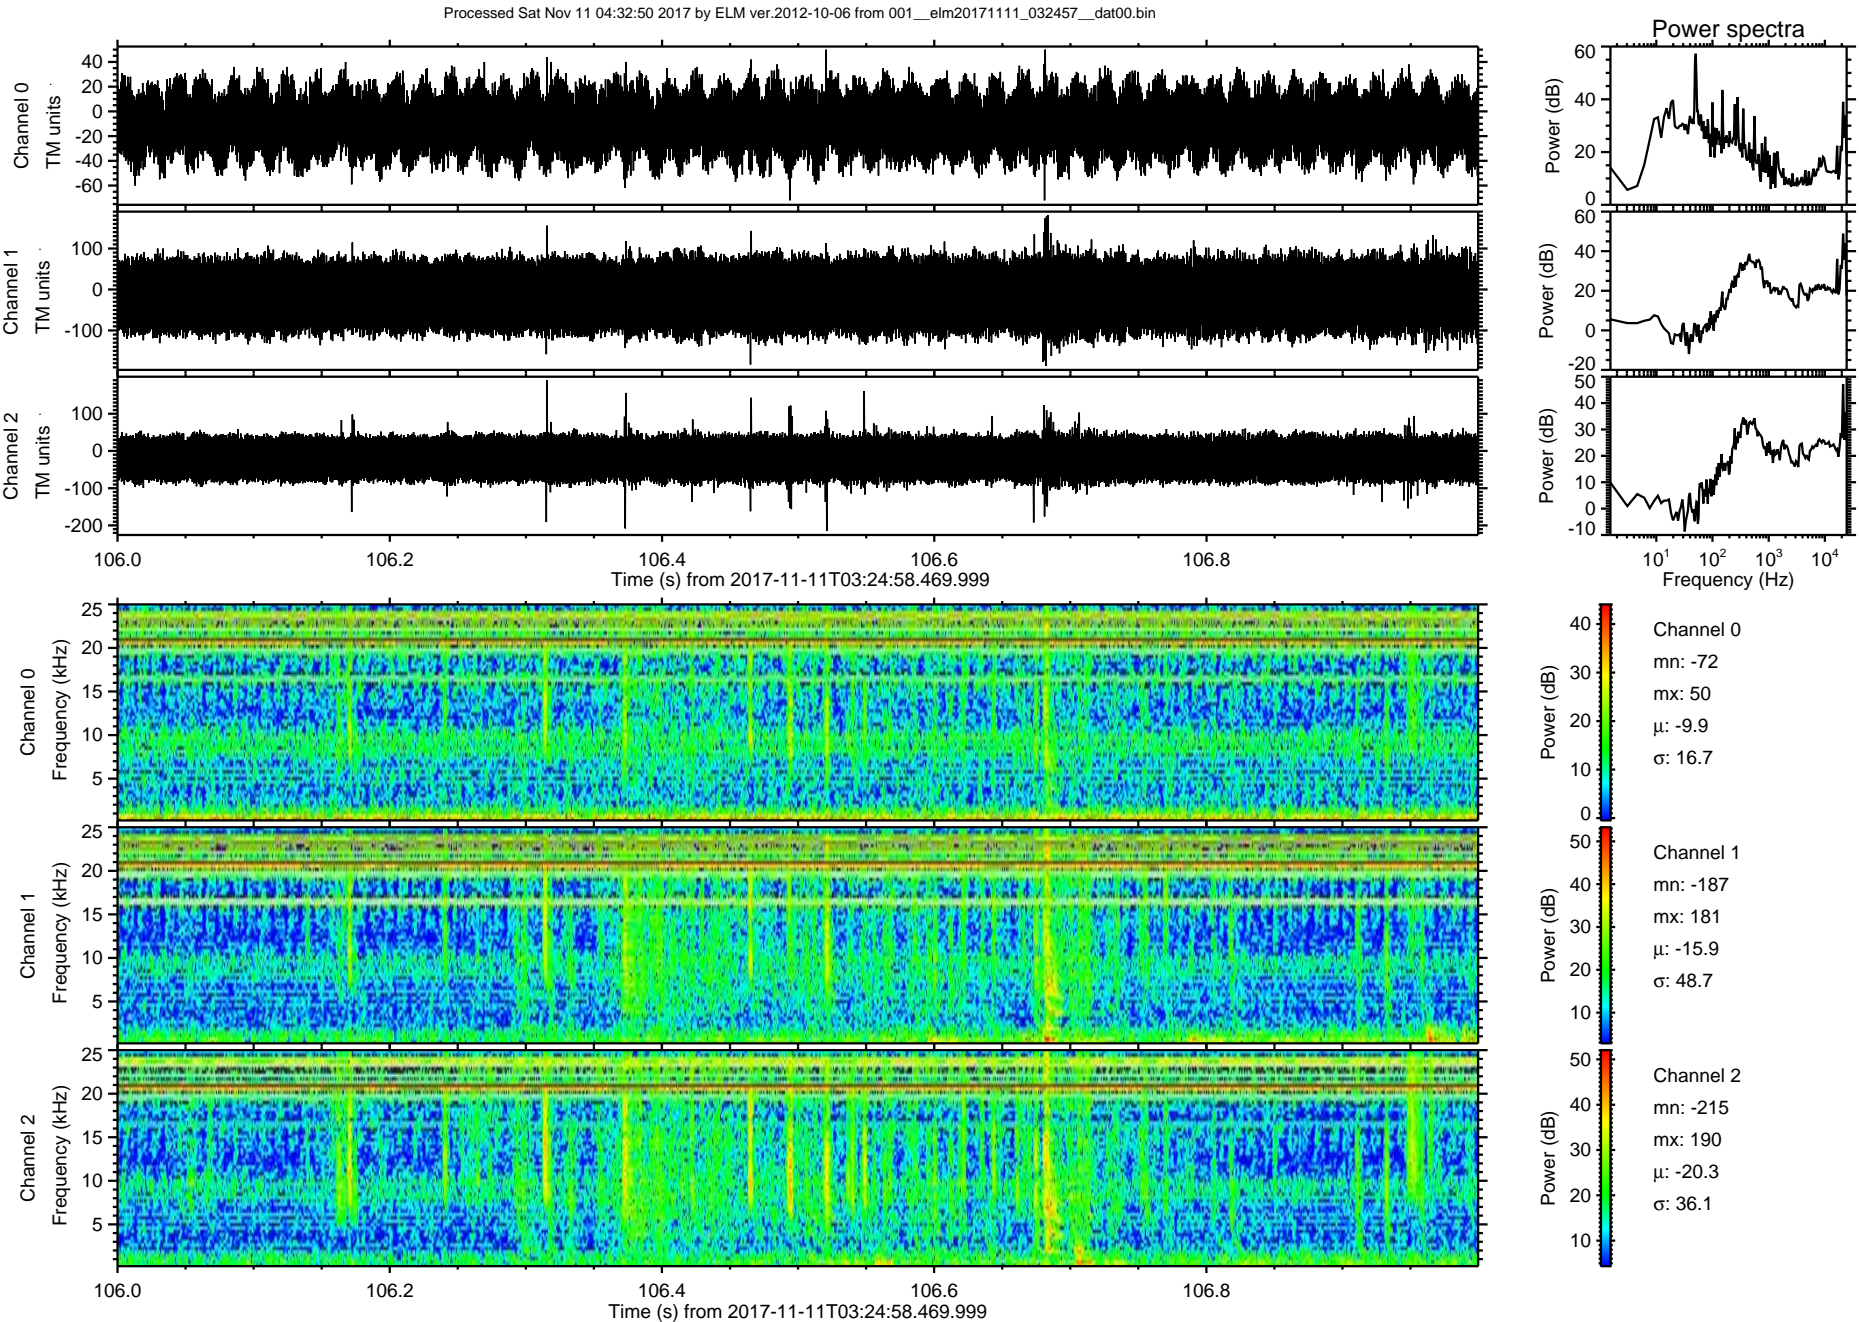 Processed Sat Nov 11 04:32:50 2017 by ELM ver.2012-10-06 from 001__elm20171111_032457__dat00.bin
Power spectra
Channel 0
TM units
40
20
0
-20
-40
-60
Power (dB)
60
40
20
0
Channel 1
TM units
100
0
-100
Power (dB)
60
40
20
0
-20
Channel 2
TM units
100
0
-100
-200
Power (dB)
50
40
30
20
10
0
-10
106.0 106.2 106.4 106.6 106.8
Time (s) from 2017-11-11T03:24:58.469.999
10¹ 10² 10³ 10⁴
Frequency (Hz)
Channel 0
Frequency (kHz)
25
20
15
10
5
Power (dB)
40
30
20
10
0
Channel 0
mn: -72
mx: 50
μ: -9.9
σ: 16.7
Channel 1
Frequency (kHz)
25
20
15
10
5
Power (dB)
50
40
30
20
10
Channel 1
mn: -187
mx: 181
μ: -15.9
σ: 48.7
Channel 2
Frequency (kHz)
25
20
15
10
5
Power (dB)
50
40
30
20
10
Channel 2
mn: -215
mx: 190
μ: -20.3
σ: 36.1
106.0 106.2 106.4 106.6 106.8
Time (s) from 2017-11-11T03:24:58.469.999